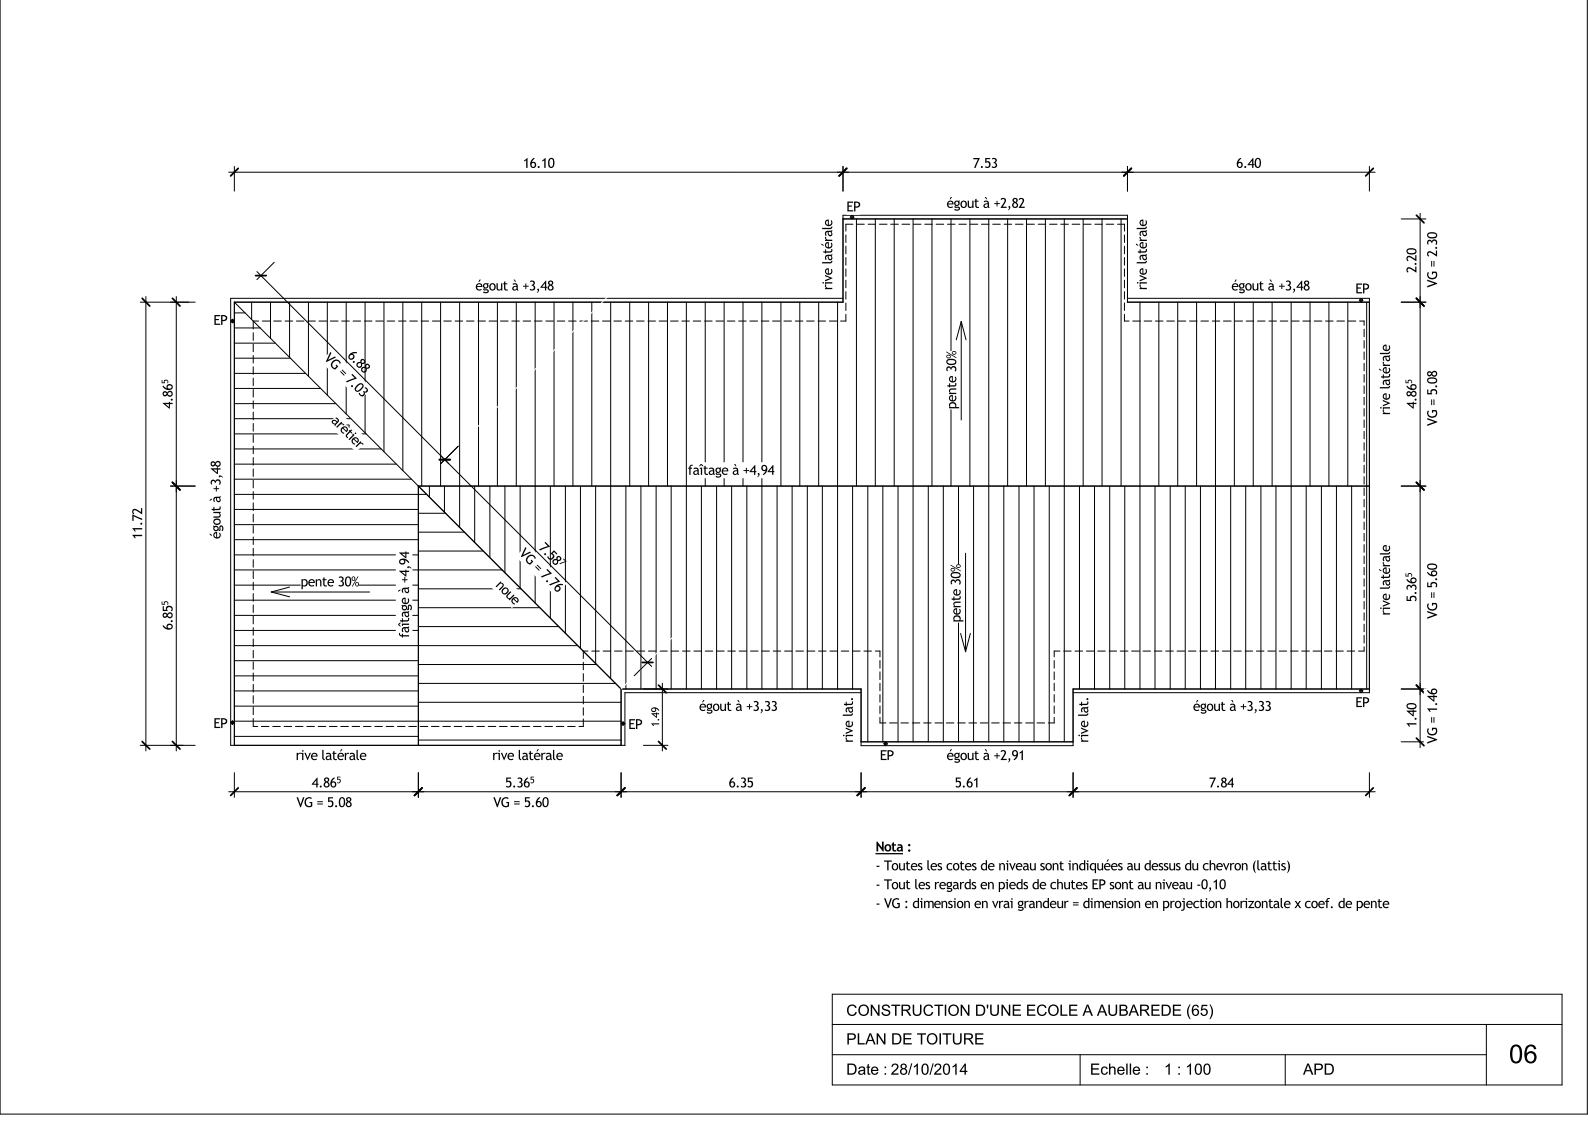 16.10
7.53
6.40
EP
égout à +2,82
rive latérale
rive latérale
2.20
VG = 2.30
égout à +3,48
égout à +3,48
EP
EP
6.88
VG = 7.03
arêtier
4.86⁵
pente 30%
rive latérale
4.86⁵
VG = 5.08
faîtage à +4,94
égout à +3,48
11.72
6.85⁵
pente 30%
faîtage à +4,94
7.58⁷
VG = 7.76
noue
pente 30%
rive latérale
5.36⁵
VG = 5.60
EP
EP
1.49
égout à +3,33
rive lat.
rive lat.
égout à +3,33
EP
1.40
VG = 1.46
rive latérale
rive latérale
EP
égout à +2,91
4.86⁵
VG = 5.08
5.36⁵
VG = 5.60
6.35
5.61
7.84
Nota :
- Toutes les cotes de niveau sont indiquées au dessus du chevron (lattis)
- Tout les regards en pieds de chutes EP sont au niveau -0,10
- VG : dimension en vrai grandeur = dimension en projection horizontale x coef. de pente
CONSTRUCTION D'UNE ECOLE A AUBAREDE (65)
PLAN DE TOITURE
Date : 28/10/2014
Echelle : 1 : 100
APD
06